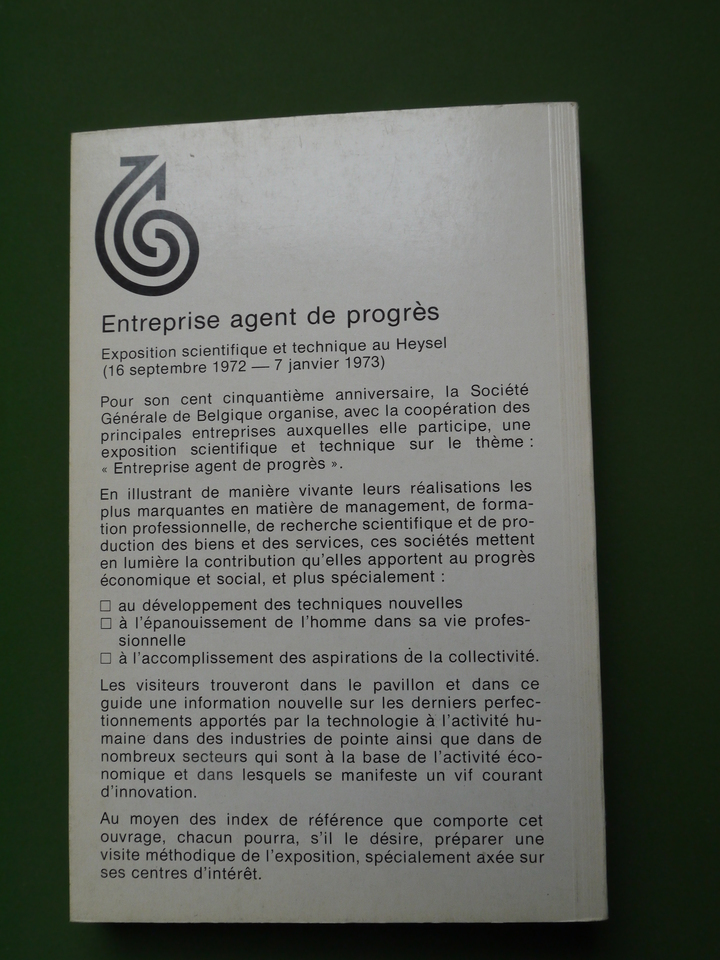 Entreprise agent de progrès
Exposition scientifique et technique au Heysel
(16 septembre 1972 — 7 janvier 1973)
Pour son cent cinquantième anniversaire, la Société
Générale de Belgique organise, avec la coopération des
principales entreprises auxquelles elle participe, une
exposition scientifique et technique sur le thème :
« Entreprise agent de progrès ».
En illustrant de manière vivante leurs réalisations les
plus marquantes en matière de management, de forma-
tion professionnelle, de recherche scientifique et de pro-
duction des biens et des services, ces sociétés mettent
en lumière la contribution qu'elles apportent au progrès
économique et social, et plus spécialement :
□ au développement des techniques nouvelles
□ à l'épanouissement de l'homme dans sa vie profes-
sionnelle
□ à l'accomplissement des aspirations de la collectivité.
Les visiteurs trouveront dans le pavillon et dans ce
guide une information nouvelle sur les derniers perfec-
tionnements apportés par la technologie à l'activité hu-
maine dans des industries de pointe ainsi que dans de
nombreux secteurs qui sont à la base de l'activité éco-
nomique et dans lesquels se manifeste un vif courant
d'innovation.
Au moyen des index de référence que comporte cet
ouvrage, chacun pourra, s'il le désire, préparer une
visite méthodique de l'exposition, spécialement axée sur
ses centres d'intérêt.